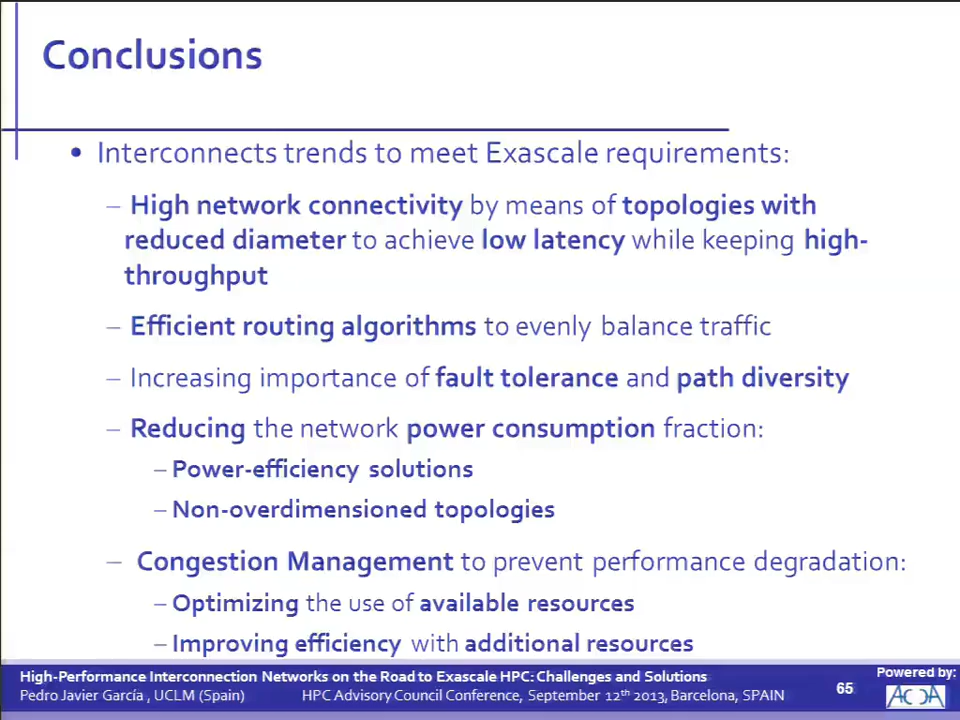 Conclusions
• Interconnects trends to meet Exascale requirements:
– High network connectivity by means of topologies with
reduced diameter to achieve low latency while keeping high-
throughput
– Efficient routing algorithms to evenly balance traffic
– Increasing importance of fault tolerance and path diversity
– Reducing the network power consumption fraction:
– Power-efficiency solutions
– Non-overdimensioned topologies
– Congestion Management to prevent performance degradation:
– Optimizing the use of available resources
– Improving efficiency with additional resources
High-Performance Interconnection Networks on the Road to Exascale HPC: Challenges and Solutions
Pedro Javier García , UCLM (Spain) HPC Advisory Council Conference, September 12th 2013, Barcelona, SPAIN
65
Powered by: